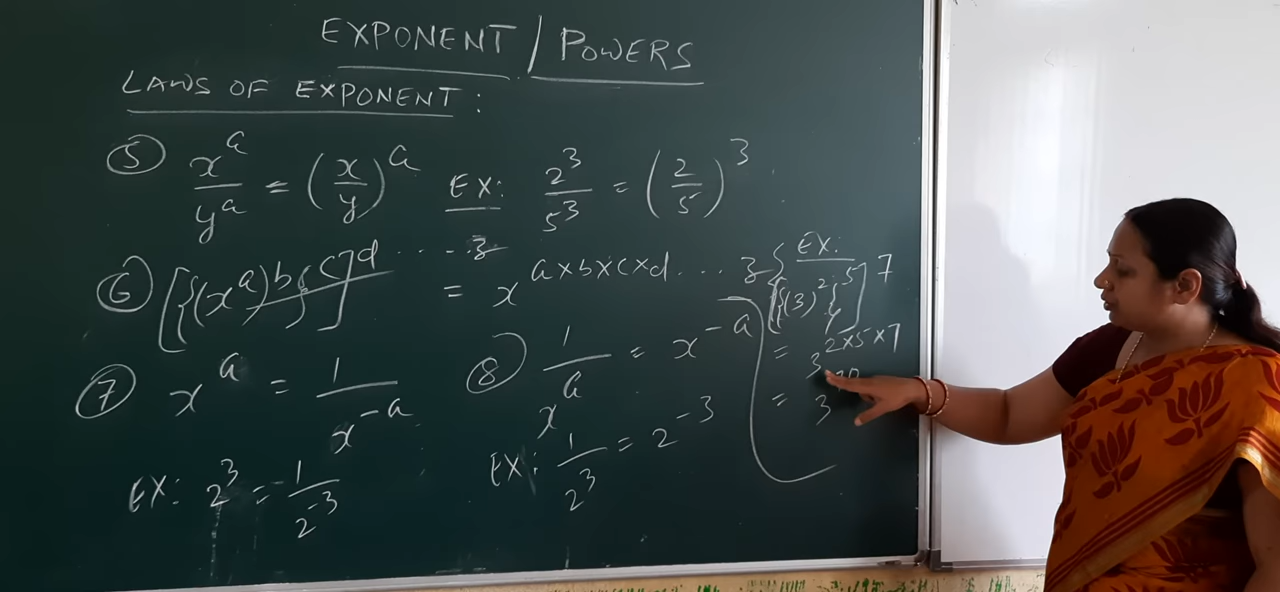 EXPONENT / POWERS
LAWS OF EXPONENT :
⑤ x^a / y^a = (x/y)^a EX: 2^3 / 5^3 = (2/5)^3
⑥ [{(x^a)^b}^c]^d ..... z = x^(a×b×c×d.... z)
EX:
[{(3)^2}^5]^7
= 3^(2×5×7)
= 3
⑦ x^a = 1 / x^-a
EX: 2^3 = 1 / 2^-3
⑧ 1 / x^a = x^-a
EX: 1 / 2^3 = 2^-3